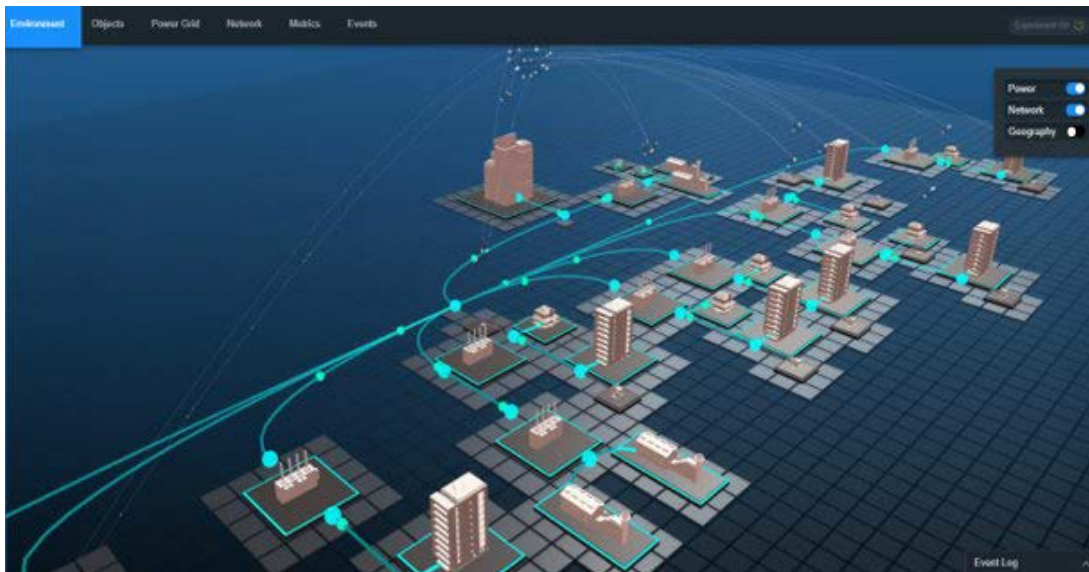 Environment Objects Power Grid Network Metrics Events
Power
Network
Geography
Event Log